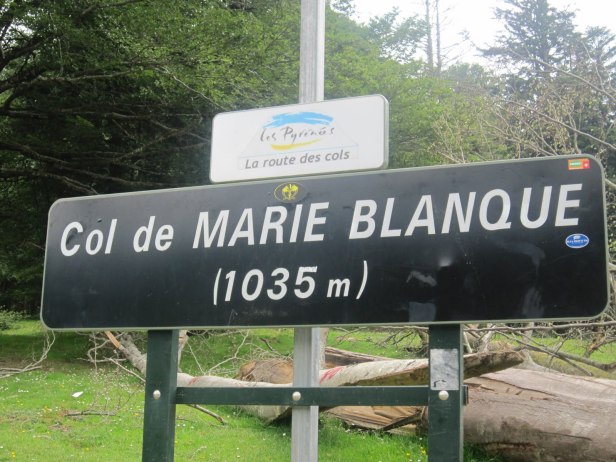 les Pyrénées
La route des cols
Col de MARIE BLANQUE
(1035 m)